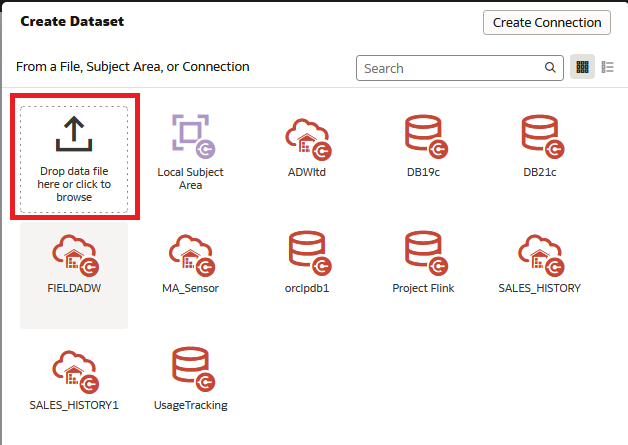 Create Dataset
Create Connection
From a File, Subject Area, or Connection
Search
Drop data file
here or click to
browse
Local Subject
Area
ADWltd
DB19c
DB21c
FIELDADW
MA_Sensor
orclpdb1
Project Flink
SALES_HISTORY
SALES_HISTORY1
UsageTracking